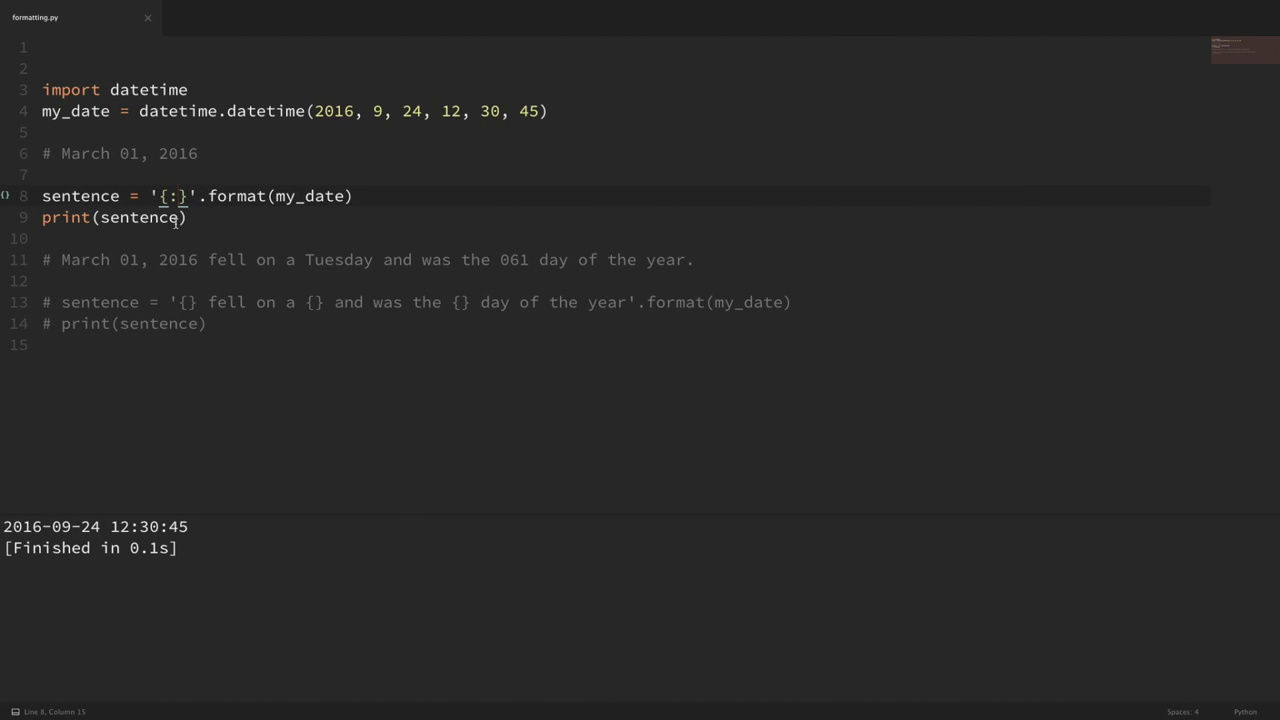 formatting.py ×
1
2
3 import datetime
4 my_date = datetime.datetime(2016, 9, 24, 12, 30, 45)
5
6 # March 01, 2016
7
{} 8 sentence = '{:}'.format(my_date)
9 print(sentence)
10
11 # March 01, 2016 fell on a Tuesday and was the 061 day of the year.
12
13 # sentence = '{} fell on a {} and was the {} day of the year'.format(my_date)
14 # print(sentence)
15
2016-09-24 12:30:45
[Finished in 0.1s]
Line 8, Column 15 Spaces: 4 Python